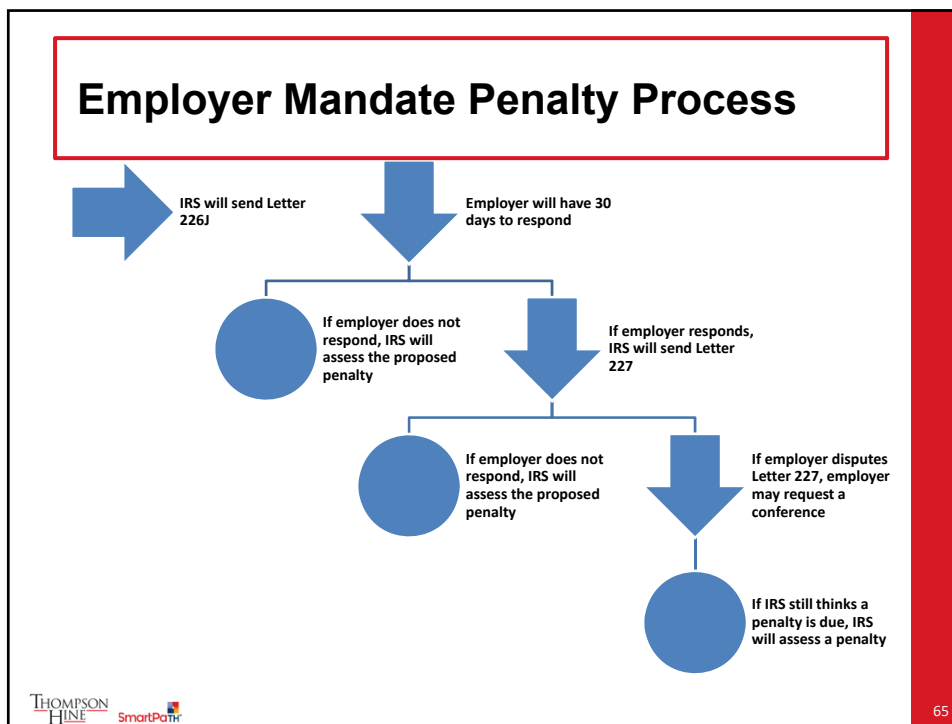 Employer Mandate Penalty Process
IRS will send Letter
226J
Employer will have 30
days to respond
If employer does not
respond, IRS will
assess the proposed
penalty
If employer responds,
IRS will send Letter
227
If employer does not
respond, IRS will
assess the proposed
penalty
If employer disputes
Letter 227, employer
may request a
conference
If IRS still thinks a
penalty is due, IRS
will assess a penalty
THOMPSON
HINE
SmartPaTH
65